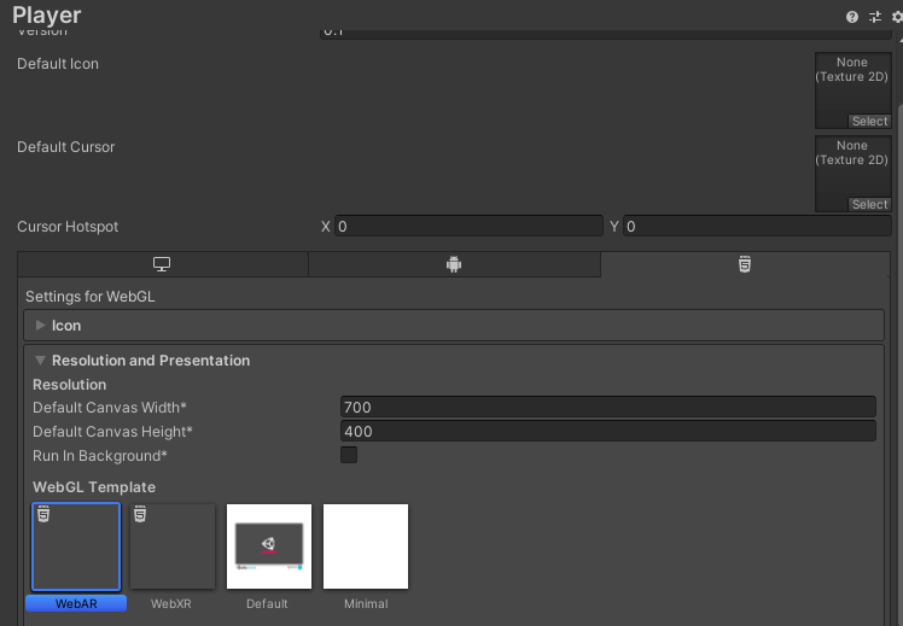 Player
Version 0.1
Default Icon
None
(Texture 2D)
Select
Default Cursor
None
(Texture 2D)
Select
Cursor Hotspot X 0 Y 0
Settings for WebGL
Icon
Resolution and Presentation
Resolution
Default Canvas Width* 700
Default Canvas Height* 400
Run In Background*
WebGL Template
WebAR WebXR Default Minimal